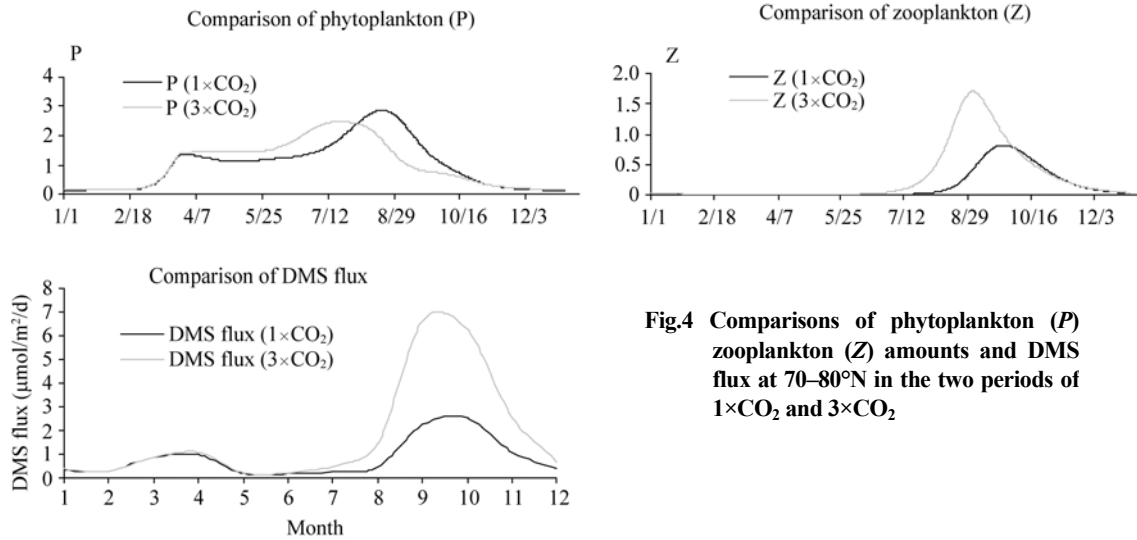 Comparison of phytoplankton (P)
P
P (1×CO₂)
P (3×CO₂)
4
3
2
1
0
1/1 2/18 4/7 5/25 7/12 8/29 10/16 12/3
Comparison of zooplankton (Z)
Z
Z (1×CO₂)
Z (3×CO₂)
2.0
1.5
1.0
0.5
0
1/1 2/18 4/7 5/25 7/12 8/29 10/16 12/3
Comparison of DMS flux
DMS flux (1×CO₂)
DMS flux (3×CO₂)
DMS flux (μmol/m²/d)
8
7
6
5
4
3
2
1
0
1 2 3 4 5 6 7 8 9 10 11 12
Month
Fig.4 Comparisons of phytoplankton (P)
zooplankton (Z) amounts and DMS
flux at 70–80°N in the two periods of
1×CO₂ and 3×CO₂